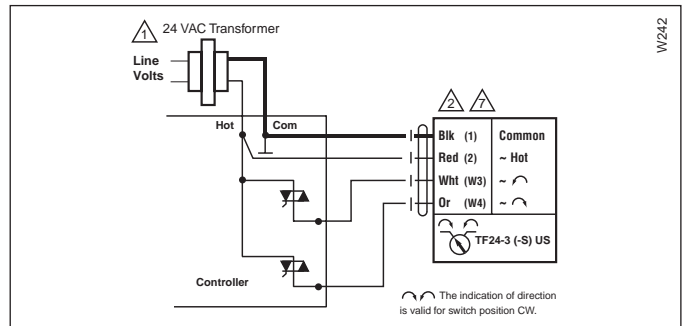 W242
1 24 VAC Transformer
Line
Volts
Hot
Com
2 7
Blk (1) Common
Red (2) ~ Hot
Wht (W3) ~
Or (W4) ~
TF24-3 (-S) US
Controller
The indication of direction
is valid for switch position CW.